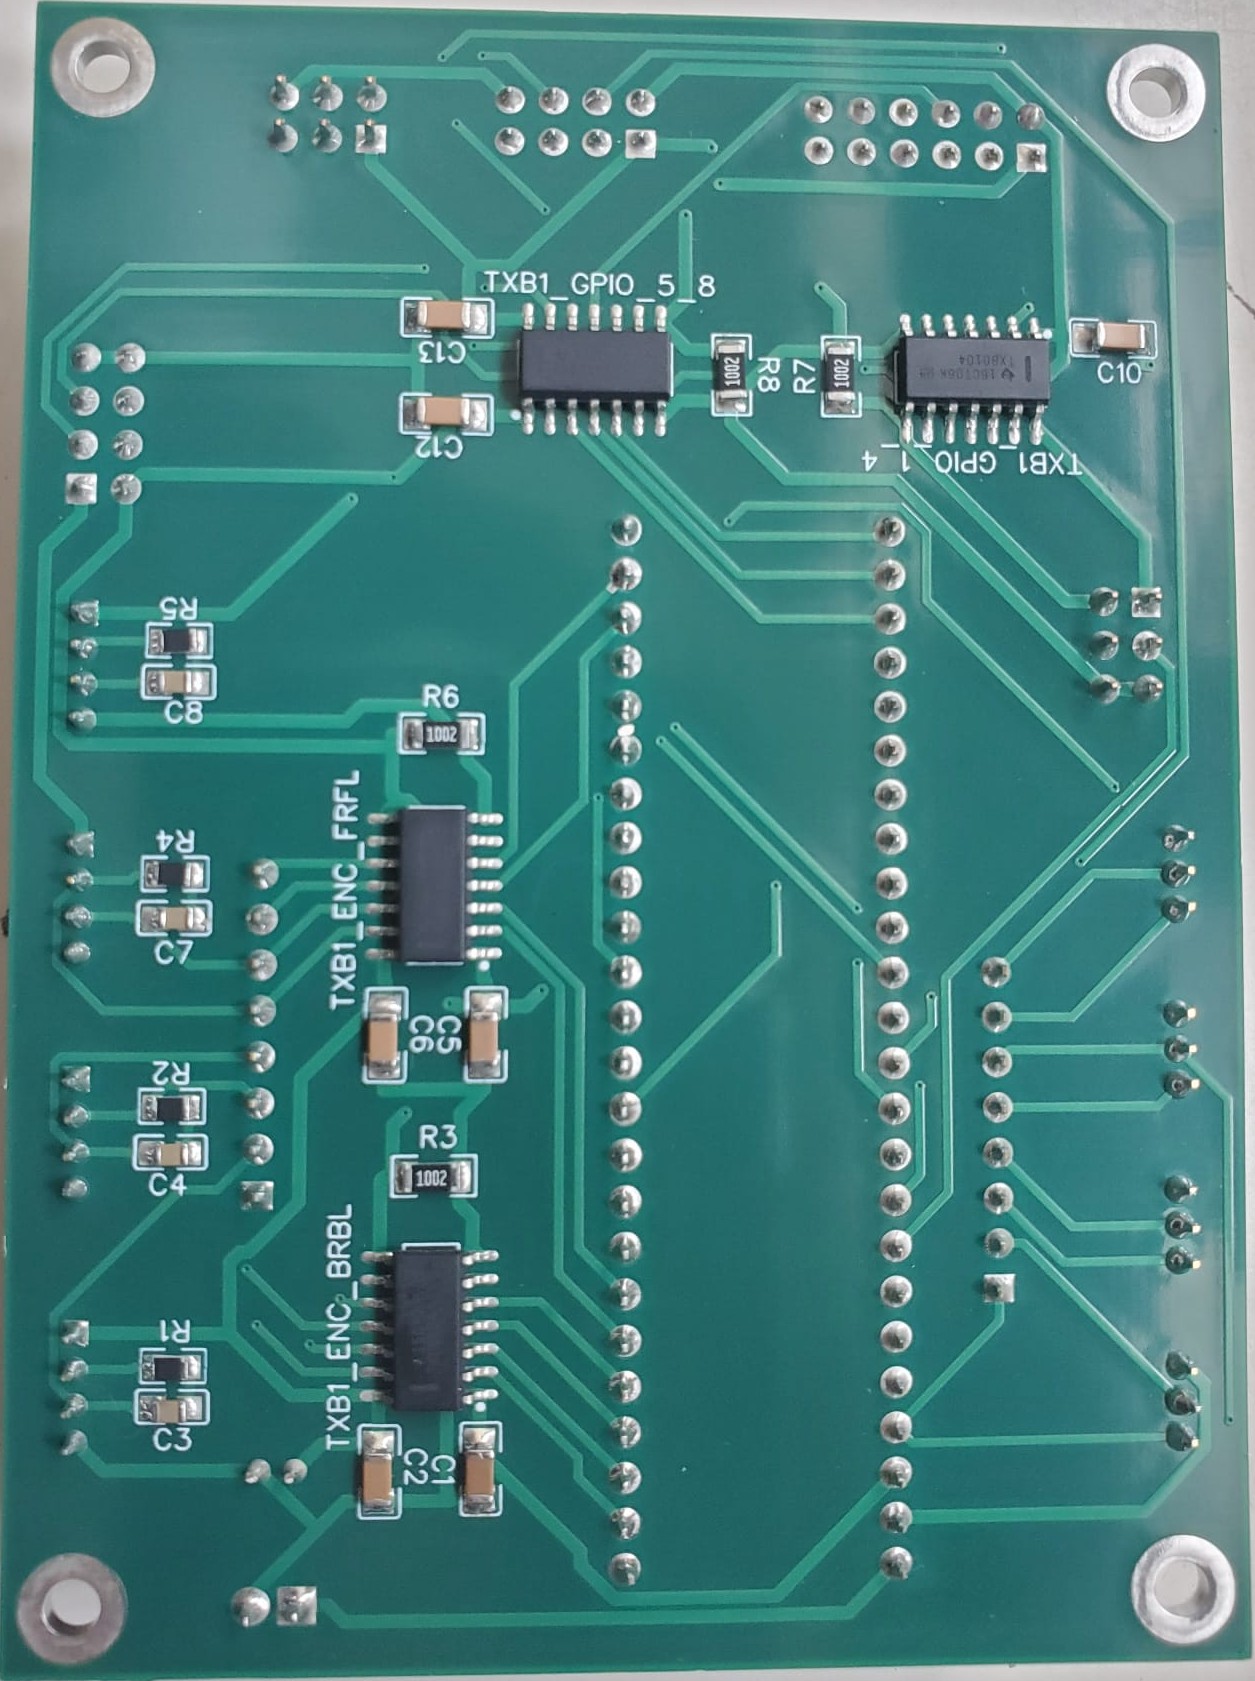 TXB1_GPIO_5_8
C13
1002
R8
R7
1002
TXB0104
C10
C12
TXB1_GPIO_1_4
R5
C8
R6
1002
R4
TXB1_ENC_FRFL
C7
C6
C5
R2
R3
C4
1002
TXB1_ENC_BRBL
R1
C3
C2
C1